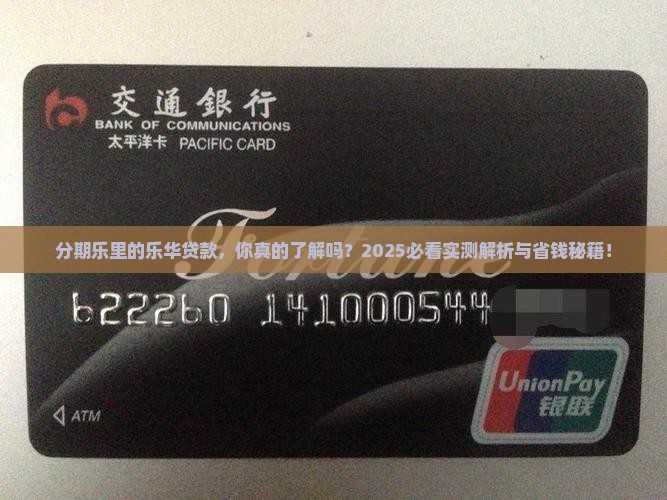 交通銀行
BANK OF COMMUNICATIONS
太平洋卡 PACIFIC CARD
Fortune
分期乐里的乐华贷款，你真的了解吗？2025必看实测解析与省钱秘籍！
622260 141000544
UnionPay
银联
ATM